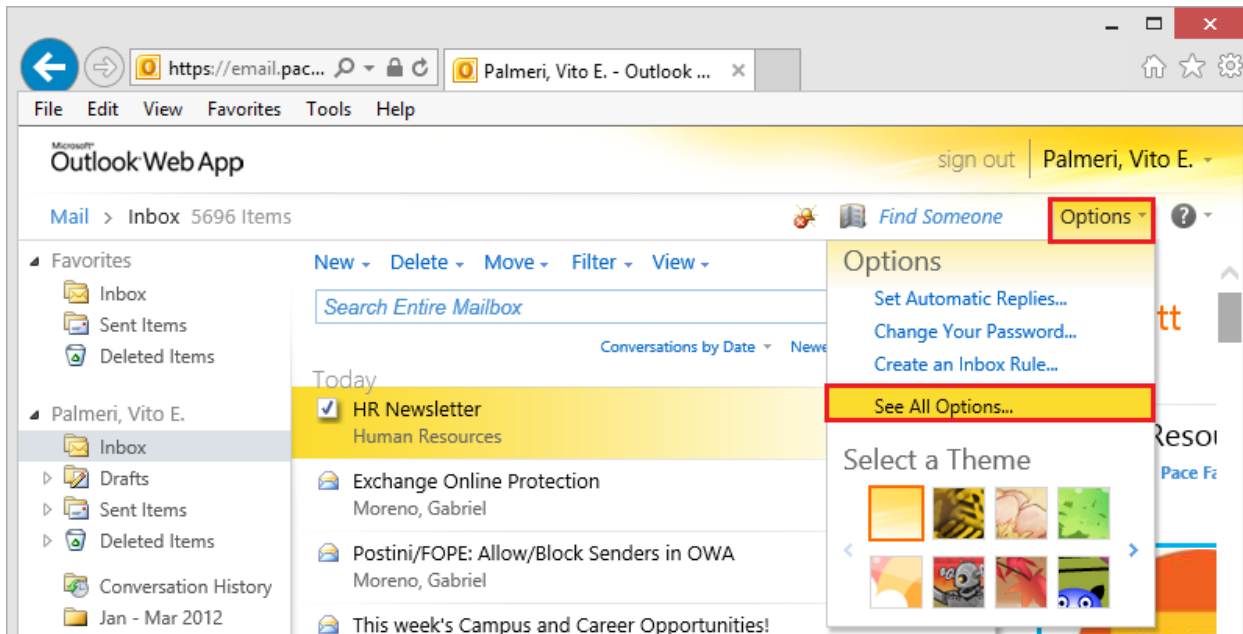 https://email.pac...
Palmeri, Vito E. - Outlook ...
File Edit View Favorites Tools Help
Microsoft
Outlook Web App
sign out Palmeri, Vito E.
Mail > Inbox 5696 Items
Find Someone
Options
Favorites
Inbox
Sent Items
Deleted Items
Palmeri, Vito E.
Inbox
Drafts
Sent Items
Deleted Items
Conversation History
Jan - Mar 2012
New Delete Move Filter View
Search Entire Mailbox
Conversations by Date Newe
Today
HR Newsletter
Human Resources
Exchange Online Protection
Moreno, Gabriel
Postini/FOPE: Allow/Block Senders in OWA
Moreno, Gabriel
This week's Campus and Career Opportunities!
Options
Set Automatic Replies...
Change Your Password...
Create an Inbox Rule...
See All Options...
Select a Theme
tt
Resou
Pace Fa